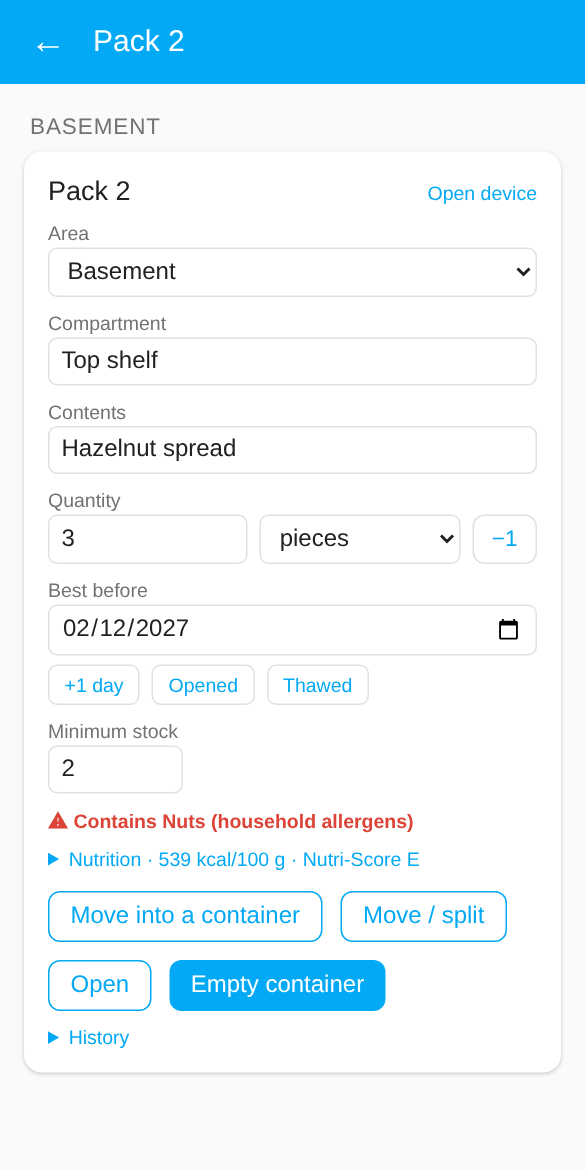 ← Pack 2
BASEMENT
Pack 2 Open device
Area
Basement
Compartment
Top shelf
Contents
Hazelnut spread
Quantity
3 pieces −1
Best before
02/12/2027
+1 day Opened Thawed
Minimum stock
2
Contains Nuts (household allergens)
Nutrition · 539 kcal/100 g · Nutri-Score E
Move into a container Move / split
Open Empty container
History